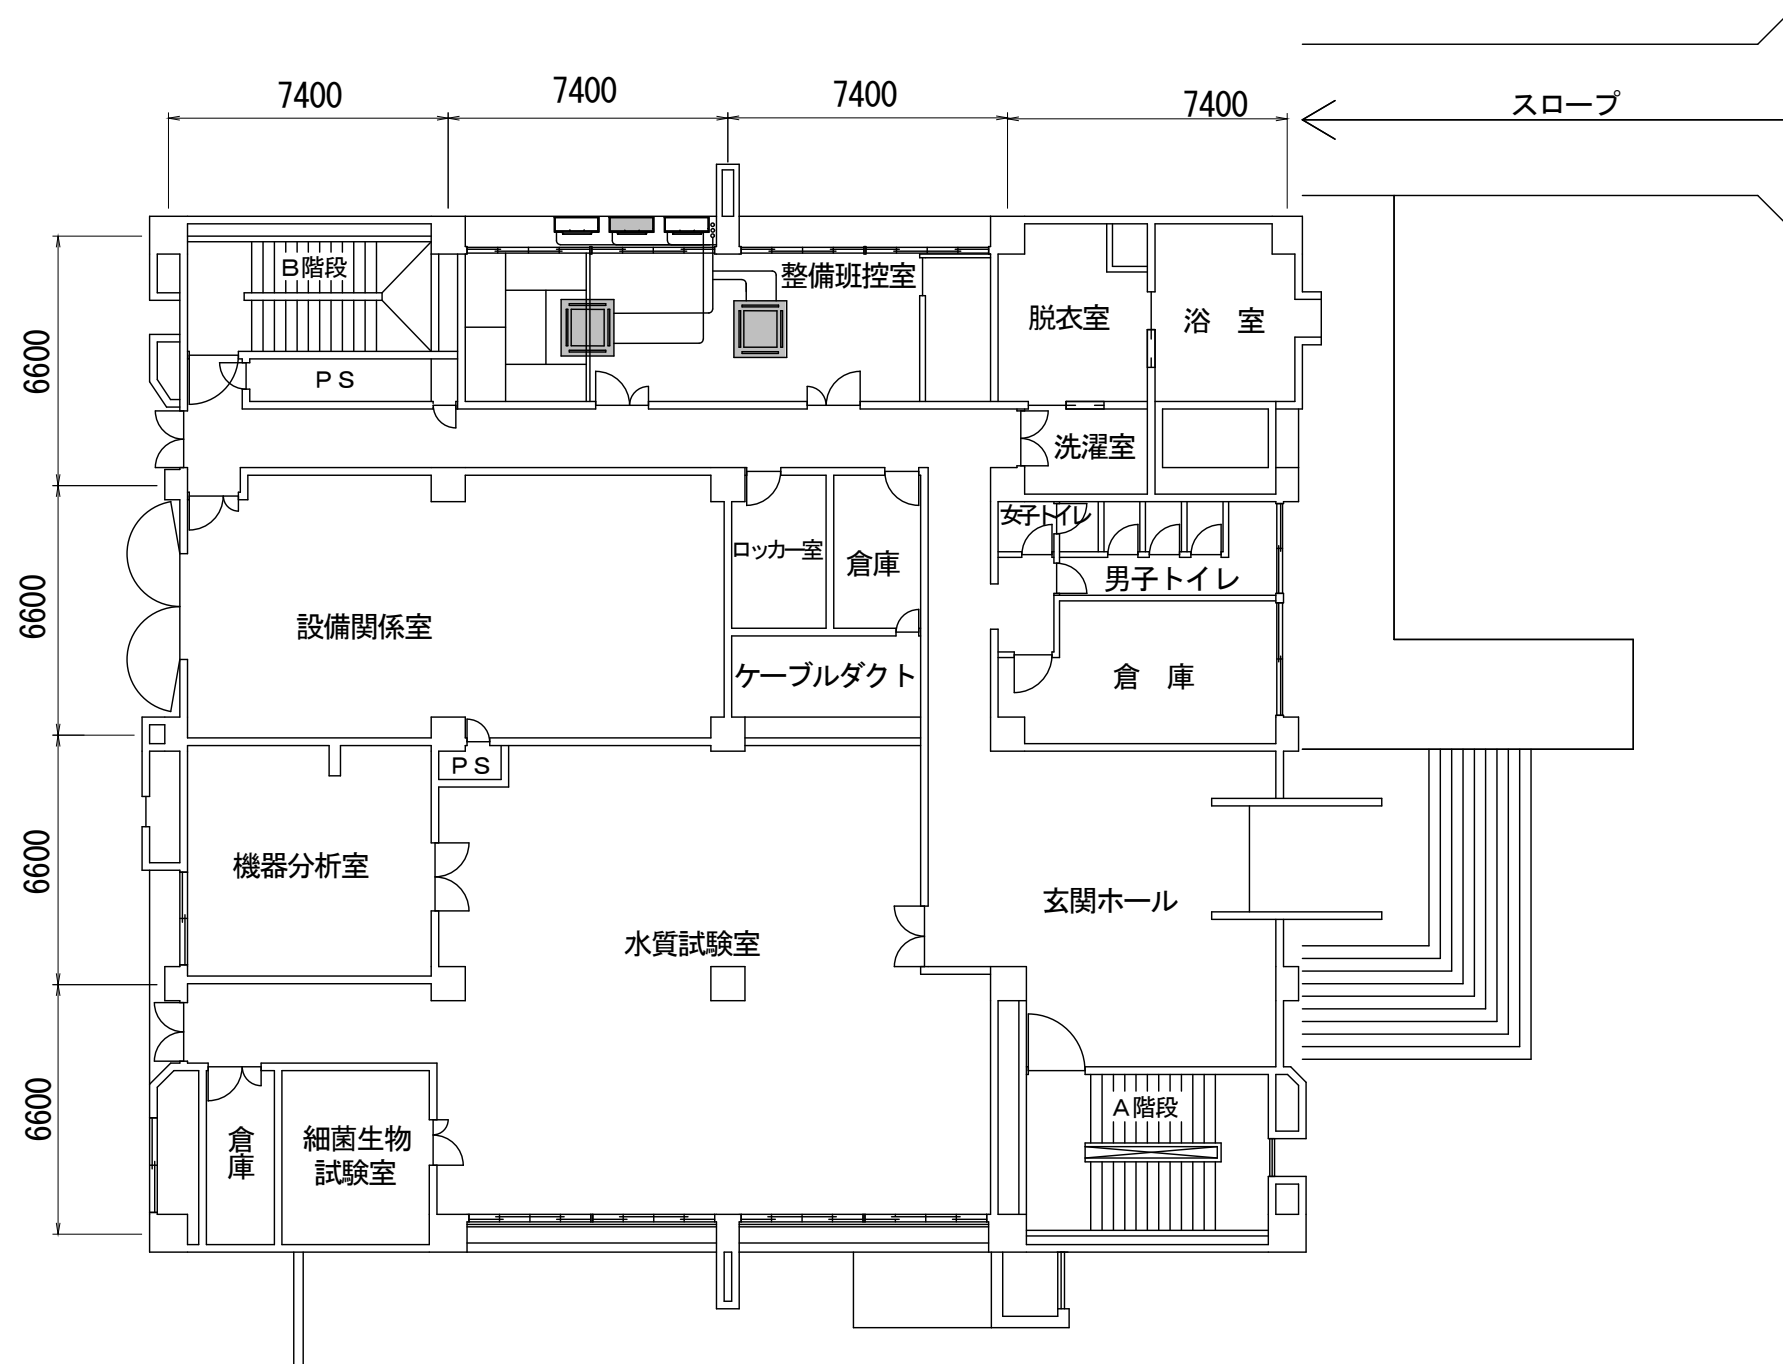 7400
7400
7400
7400
スロープ
B階段
整備班控室
脱衣室
浴 室
6600
PS
洗濯室
女子トイレ
ロッカー室
倉庫
男子トイレ
6600
設備関係室
ケーブルダクト
倉 庫
PS
6600
機器分析室
玄関ホール
水質試験室
6600
A階段
倉庫
細菌生物
試験室